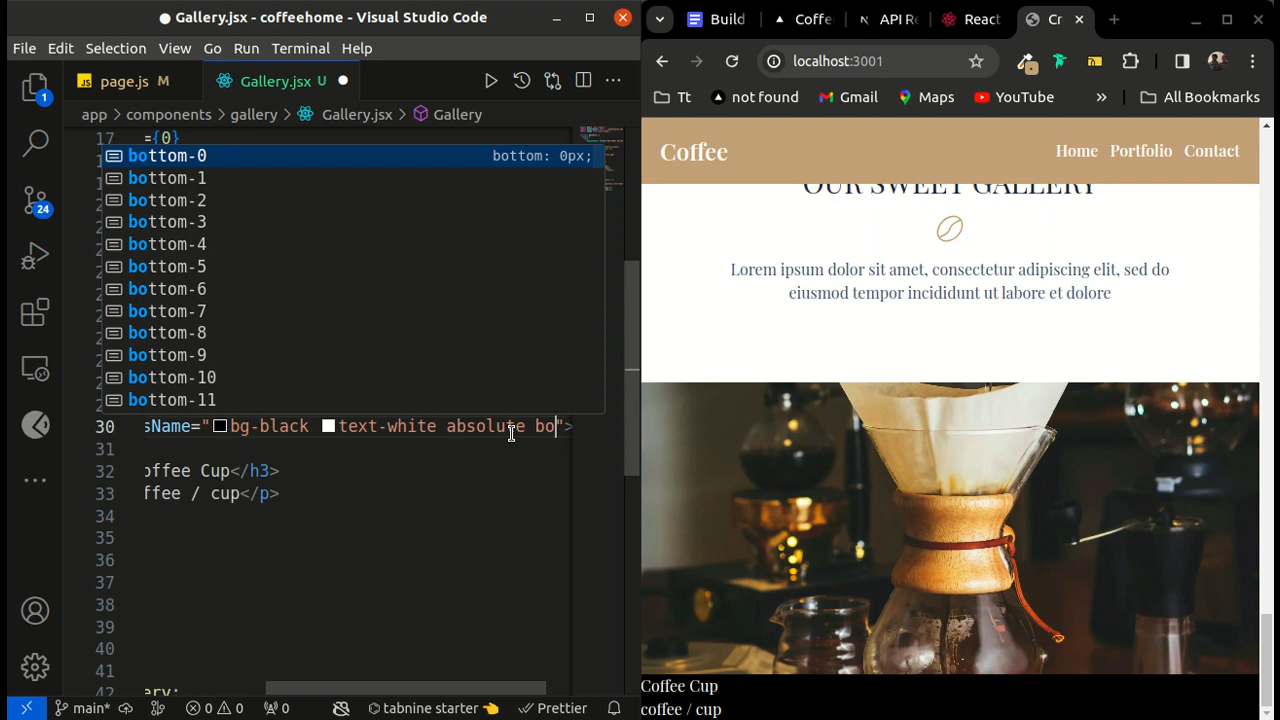 Gallery.jsx - coffeehome - Visual Studio Code
File Edit Selection View Go Run Terminal Help
page.js M
Gallery.jsx U
app > components > gallery > Gallery.jsx > Gallery
17 ={0}
bottom-0 bottom: 0px;
bottom-1
bottom-2
bottom-3
bottom-4
bottom-5
bottom-6
bottom-7
bottom-8
bottom-9
bottom-10
bottom-11
30 sName="bg-black text-white absolute bo">
31
32 offee Cup</h3>
33 ffee / cup</p>
34
35
36
37
38
39
40
41
42 ery;
1
24
main* 0 0 0 tabnine starter Prettier
Build Coffe API Re React Cr
localhost:3001
Tt not found Gmail Maps YouTube » All Bookmarks
Coffee Home Portfolio Contact
OUR SWEET GALLERY
Lorem ipsum dolor sit amet, consectetur adipiscing elit, sed do
eiusmod tempor incididunt ut labore et dolore
Coffee Cup
coffee / cup